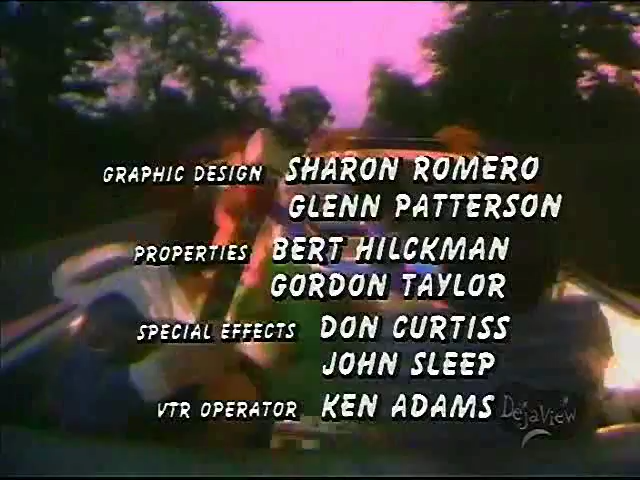 GRAPHIC DESIGN SHARON ROMERO
GLENN PATTERSON
PROPERTIES BERT HILCKMAN
GORDON TAYLOR
SPECIAL EFFECTS DON CURTISS
JOHN SLEEP
VTR OPERATOR KEN ADAMS
DejaView